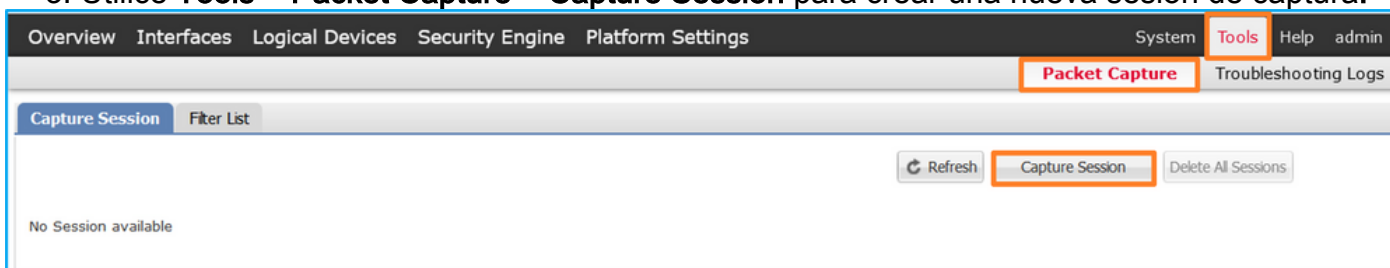 Utilice Tools > Packet Capture > Capture Session para crear una nueva sesión de captura.
Overview Interfaces Logical Devices Security Engine Platform Settings System Tools Help admin
Packet Capture Troubleshooting Logs
Capture Session Filter List
Refresh Capture Session Delete All Sessions
No Session available